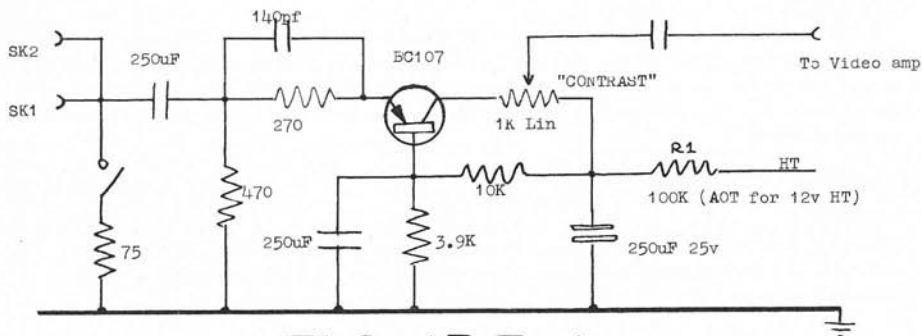 140pf
SK2
250uF
BC107
To Video amp
"CONTRAST"
SK1
270
1K Lin
R1
HT
10K
100K (AOT for 12v HT)
470
75
250uF
3.9K
250uF 25v